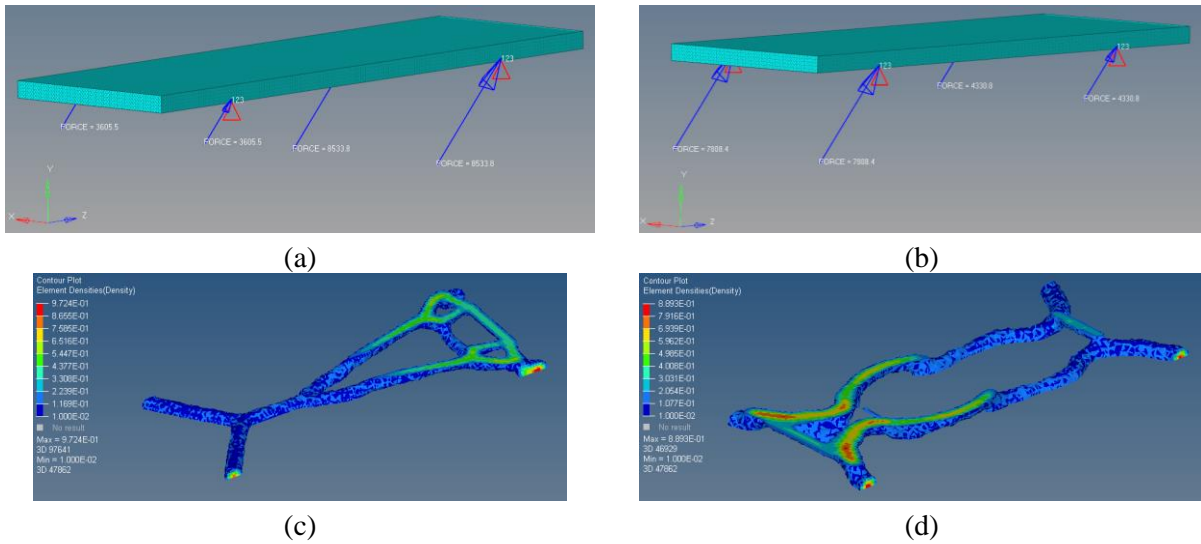 123
123
FORCE = 3605.5
FORCE = 3605.5
FORCE = 8533.8
FORCE = 8533.8
Y
X
Z
(a)
123
123
FORCE = 4330.8
FORCE = 4330.8
FORCE = 7808.4
FORCE = 7808.4
Y
X
Z
(b)
Contour Plot
Element Densities(Density)
9.724E-01
8.655E-01
7.585E-01
6.516E-01
5.447E-01
4.377E-01
3.308E-01
2.239E-01
1.169E-01
1.000E-02
No result
Max = 9.724E-01
3D 97641
Min = 1.000E-02
3D 47862
(c)
Contour Plot
Element Densities(Density)
8.893E-01
7.916E-01
6.939E-01
5.962E-01
4.985E-01
4.008E-01
3.031E-01
2.054E-01
1.077E-01
1.000E-02
No result
Max = 8.893E-01
3D 46929
Min = 1.000E-02
3D 47862
(d)